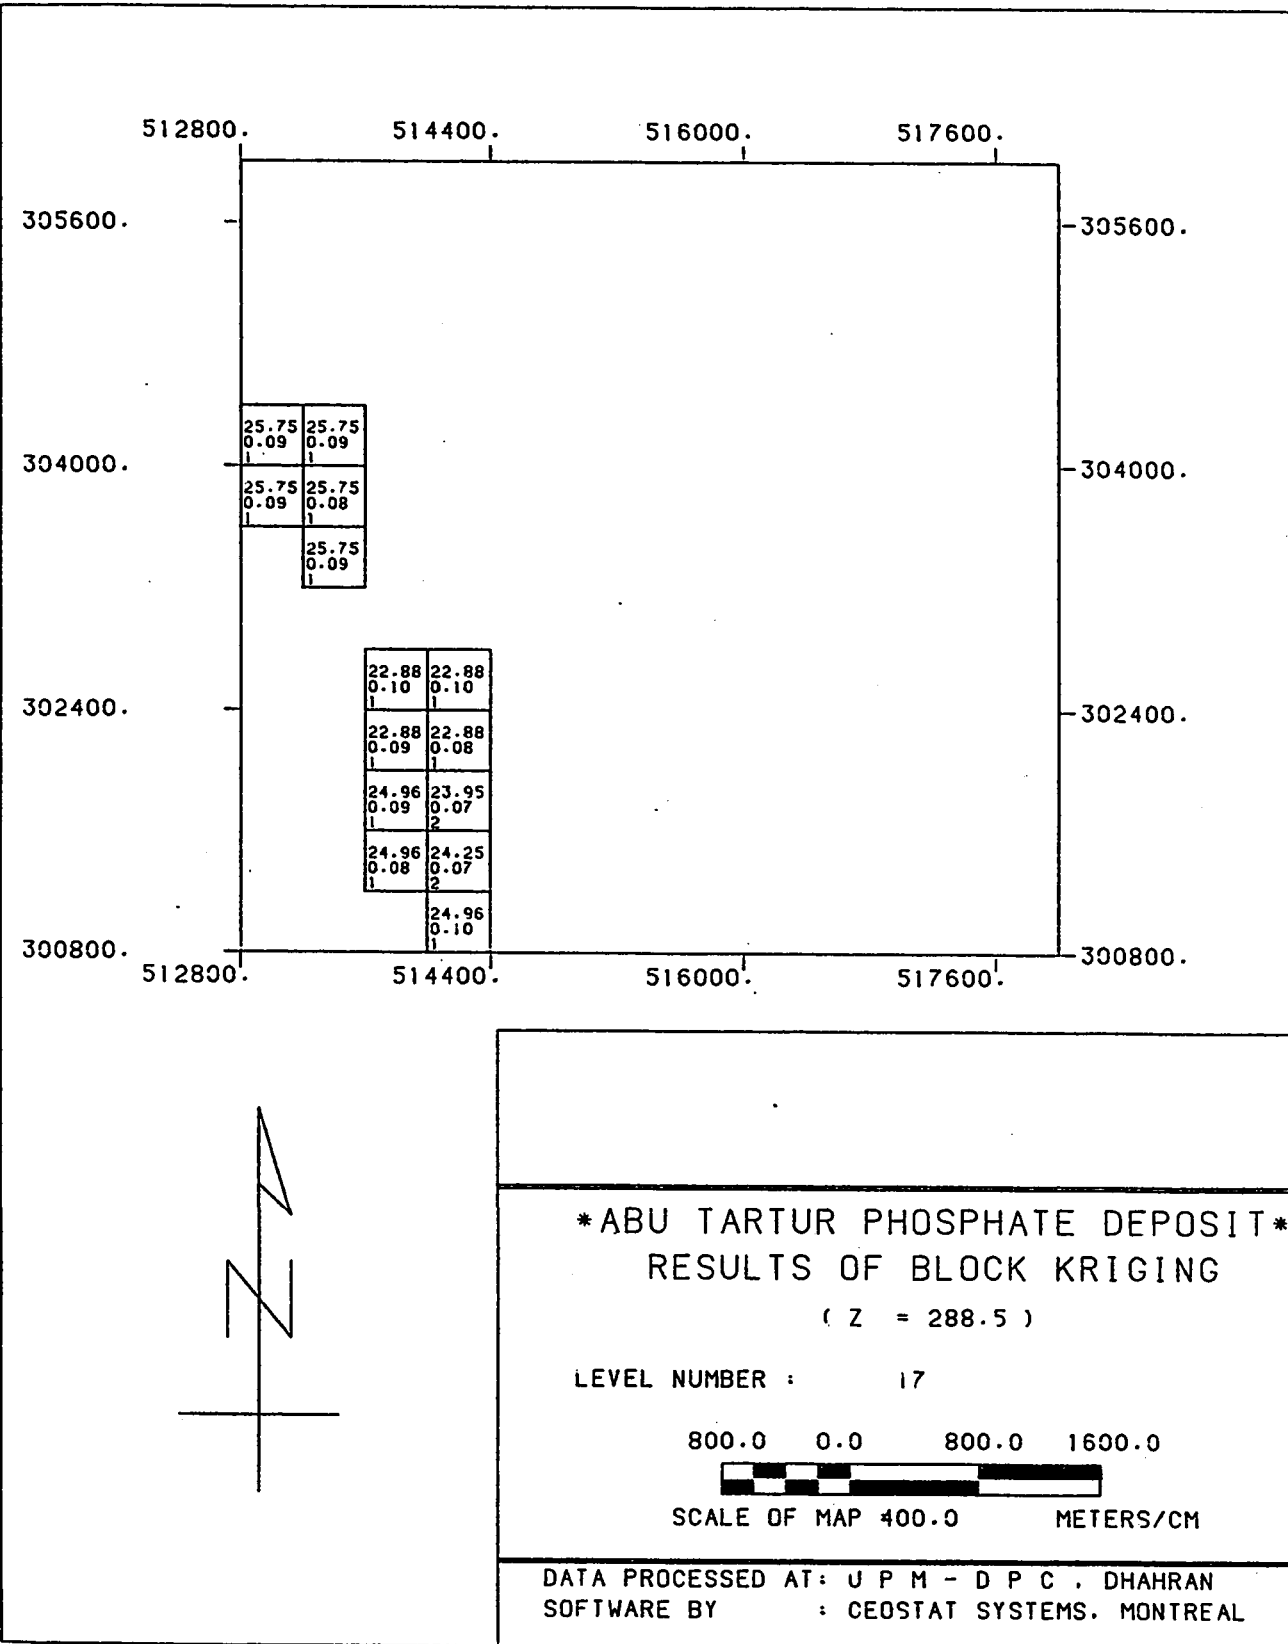 512800. 514400. 516000. 517600.
305600. 305600.
25.75 25.75
0.09 0.09
1 1
304000. 304000.
25.75 25.75
0.09 0.08
1 1
25.75
0.09
1
22.88 22.88
0.10 0.10
1 1
302400. 302400.
22.88 22.88
0.09 0.08
1 1
24.96 23.95
0.09 0.07
1 2
24.96 24.25
0.08 0.07
1 2
24.96
0.10
1
300800. 300800.
512800. 514400. 516000. 517600.
N
*ABU TARTUR PHOSPHATE DEPOSIT*
RESULTS OF BLOCK KRIGING
( Z = 288.5 )
LEVEL NUMBER : 17
800.0 0.0 800.0 1600.0
SCALE OF MAP 400.0 METERS/CM
DATA PROCESSED AT: U P M - D P C . DHAHRAN
SOFTWARE BY : GEOSTAT SYSTEMS. MONTREAL